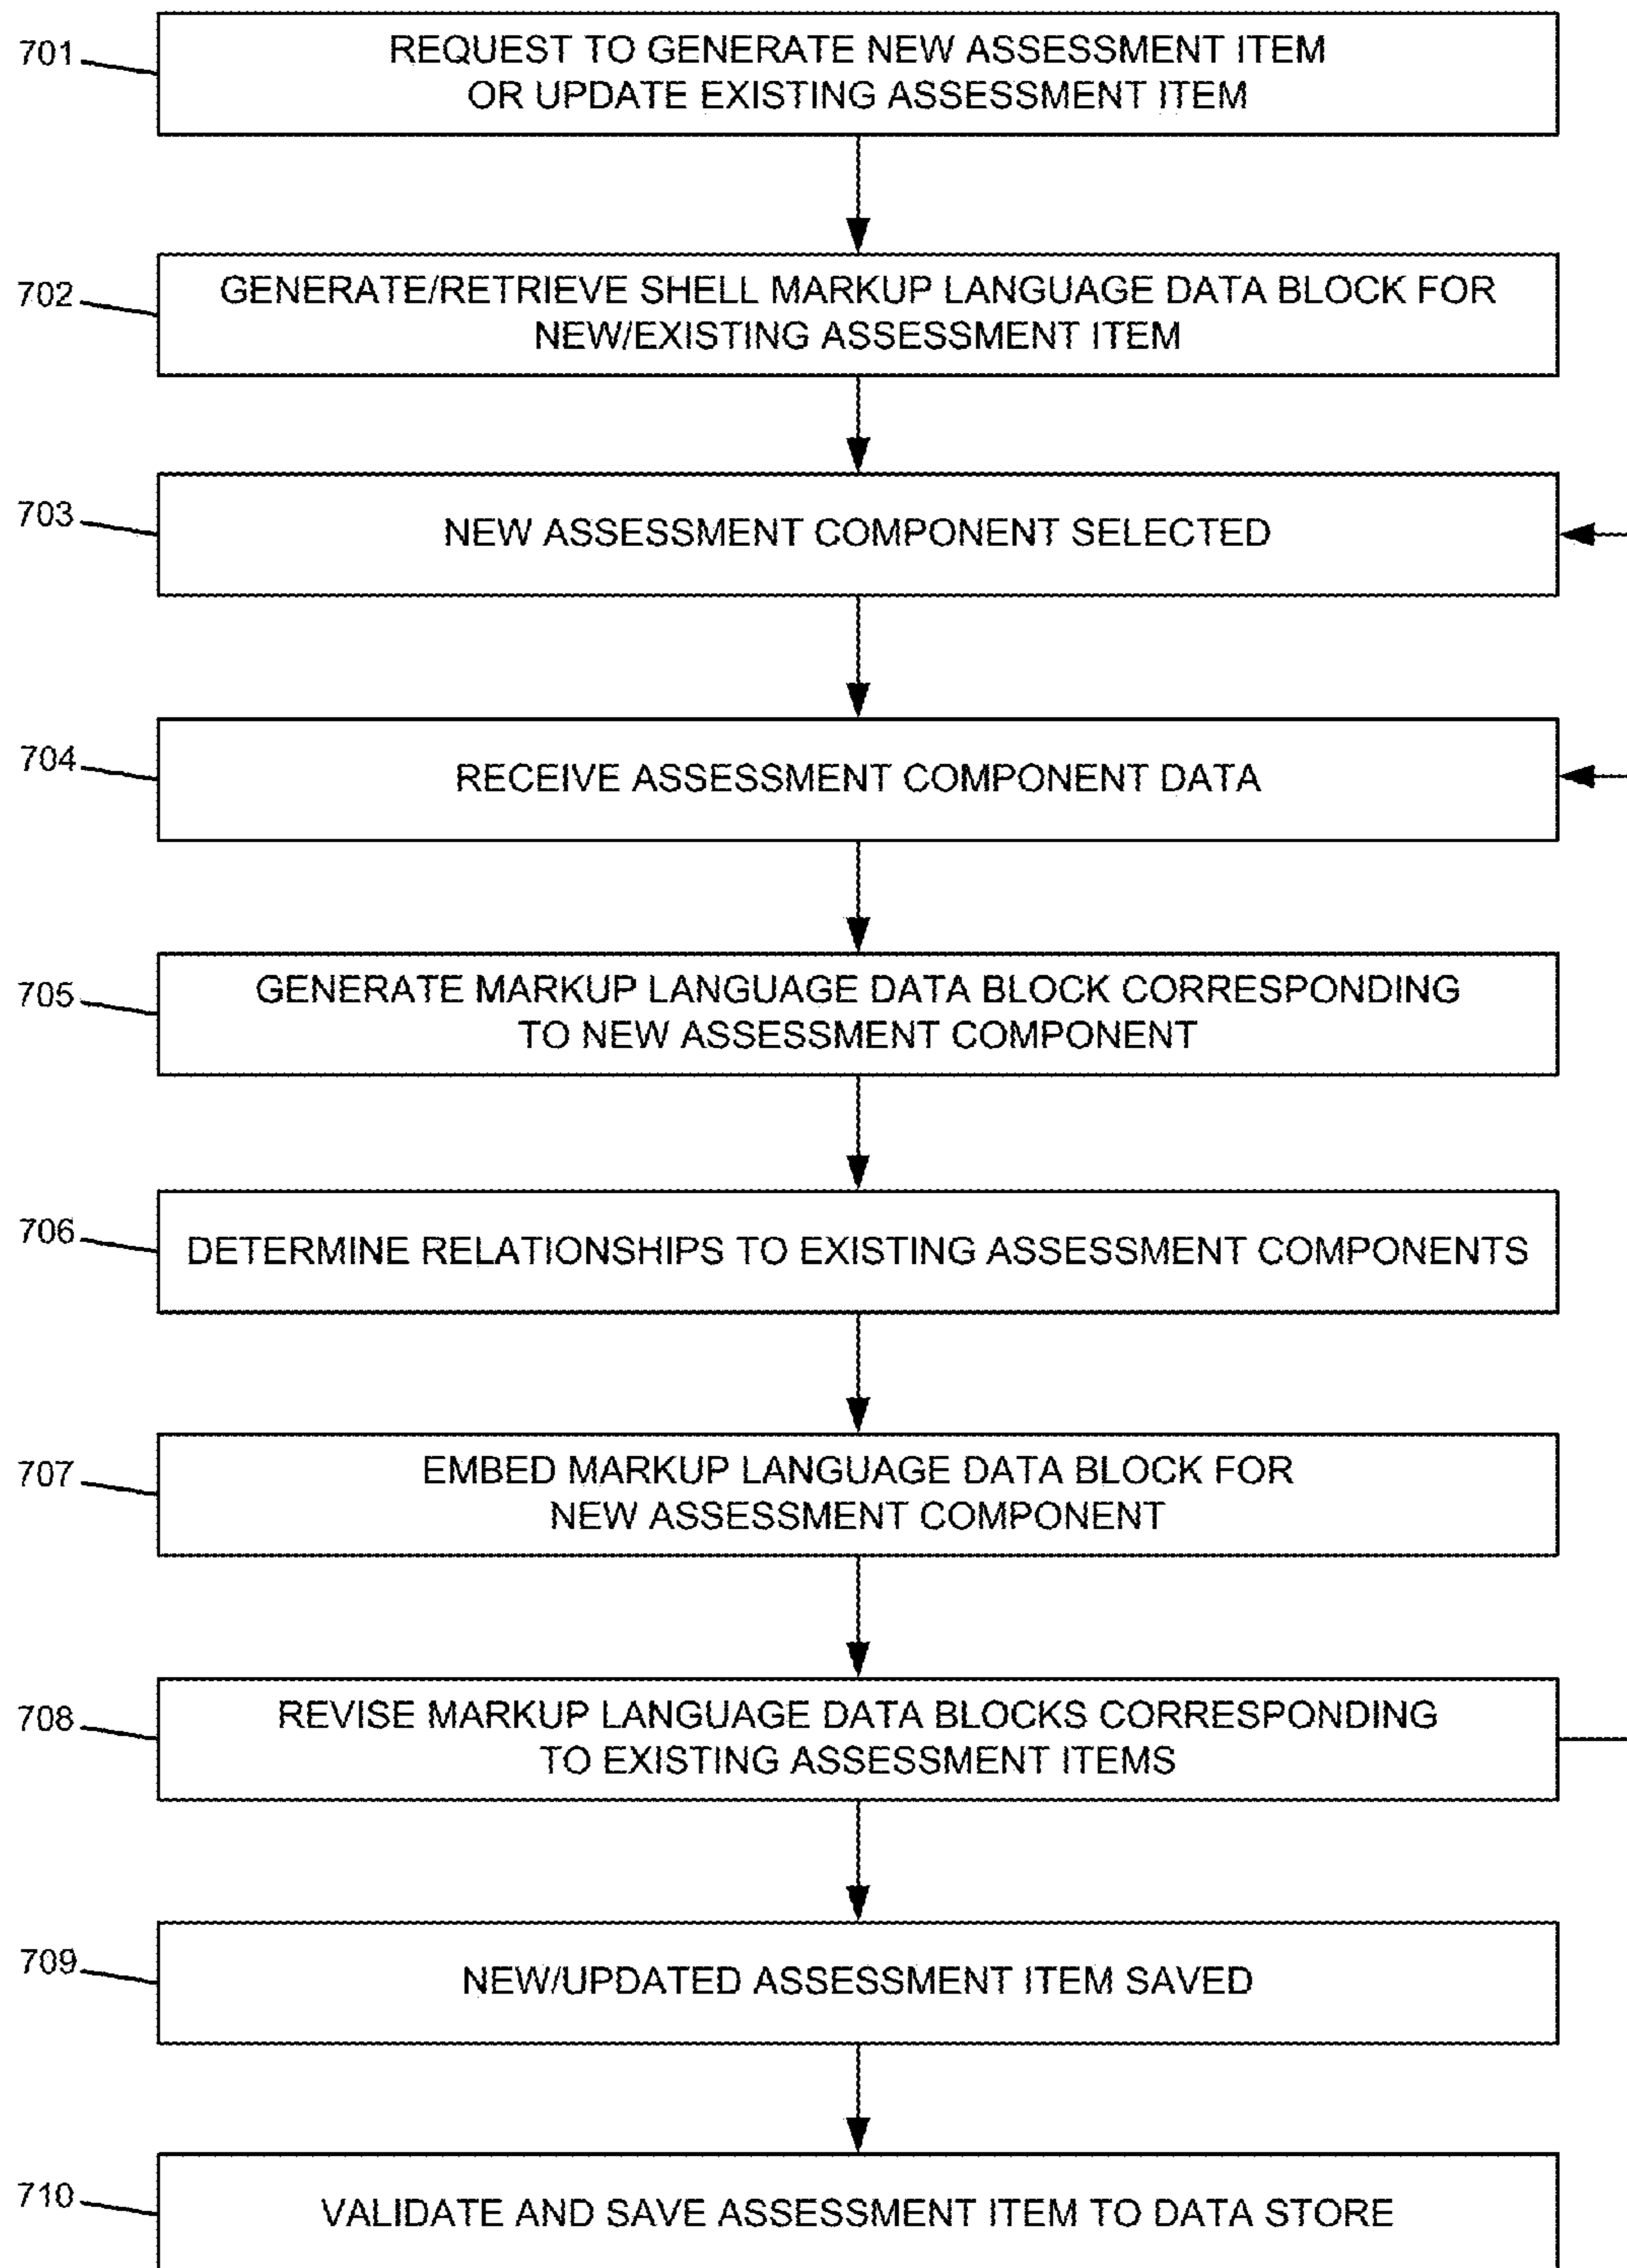 701
REQUEST TO GENERATE NEW ASSESSMENT ITEM
OR UPDATE EXISTING ASSESSMENT ITEM
702
GENERATE/RETRIEVE SHELL MARKUP LANGUAGE DATA BLOCK FOR
NEW/EXISTING ASSESSMENT ITEM
703
NEW ASSESSMENT COMPONENT SELECTED
704
RECEIVE ASSESSMENT COMPONENT DATA
705
GENERATE MARKUP LANGUAGE DATA BLOCK CORRESPONDING
TO NEW ASSESSMENT COMPONENT
706
DETERMINE RELATIONSHIPS TO EXISTING ASSESSMENT COMPONENTS
707
EMBED MARKUP LANGUAGE DATA BLOCK FOR
NEW ASSESSMENT COMPONENT
708
REVISE MARKUP LANGUAGE DATA BLOCKS CORRESPONDING
TO EXISTING ASSESSMENT ITEMS
709
NEW/UPDATED ASSESSMENT ITEM SAVED
710
VALIDATE AND SAVE ASSESSMENT ITEM TO DATA STORE